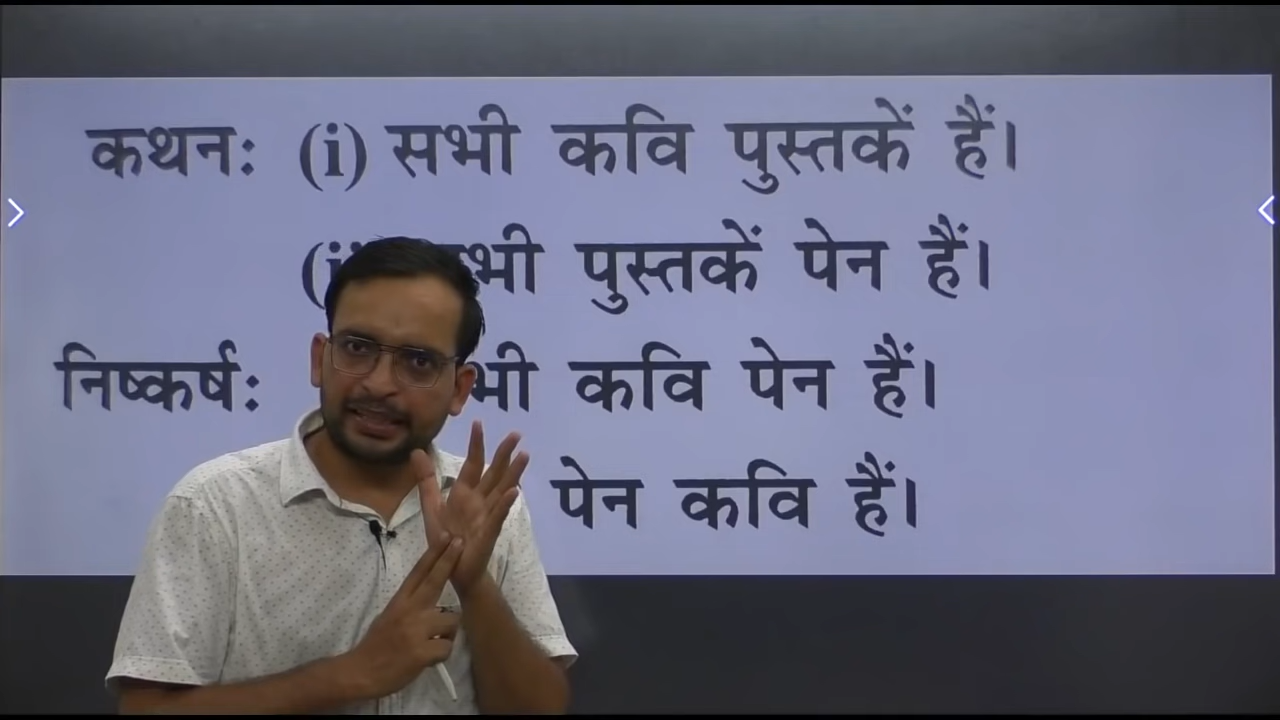 कथनः (i) सभी कवि पुस्तकें हैं।
पुस्तकें पेन हैं।
निष्कर्षः कवि पेन हैं।
पेन कवि हैं।